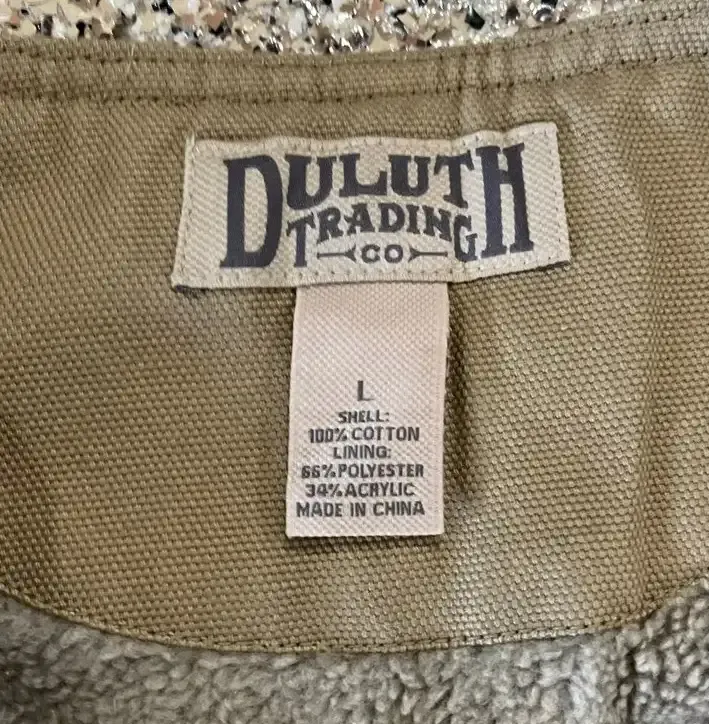 DULUTH
TRADING
CO
L
SHELL:
100% COTTON
LINING:
66% POLYESTER
34% ACRYLIC
MADE IN CHINA